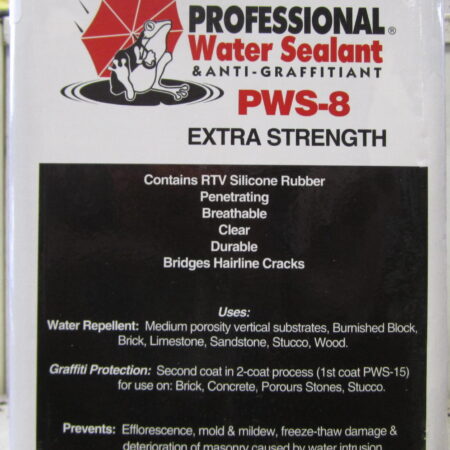 PROFESSIONAL®
Water Sealant
& ANTI-GRAFFITIANT
PWS-8
EXTRA STRENGTH
Contains RTV Silicone Rubber
Penetrating
Breathable
Clear
Durable
Bridges Hairline Cracks
Uses:
Water Repellent: Medium porosity vertical substrates, Burnished Block,
Brick, Limestone, Sandstone, Stucco, Wood.
Graffiti Protection: Second coat in 2-coat process (1st coat PWS-15)
for use on: Brick, Concrete, Porours Stones, Stucco.
Prevents: Efflorescence, mold & mildew, freeze-thaw damage &
deterioration of masonry caused by water intrusion.